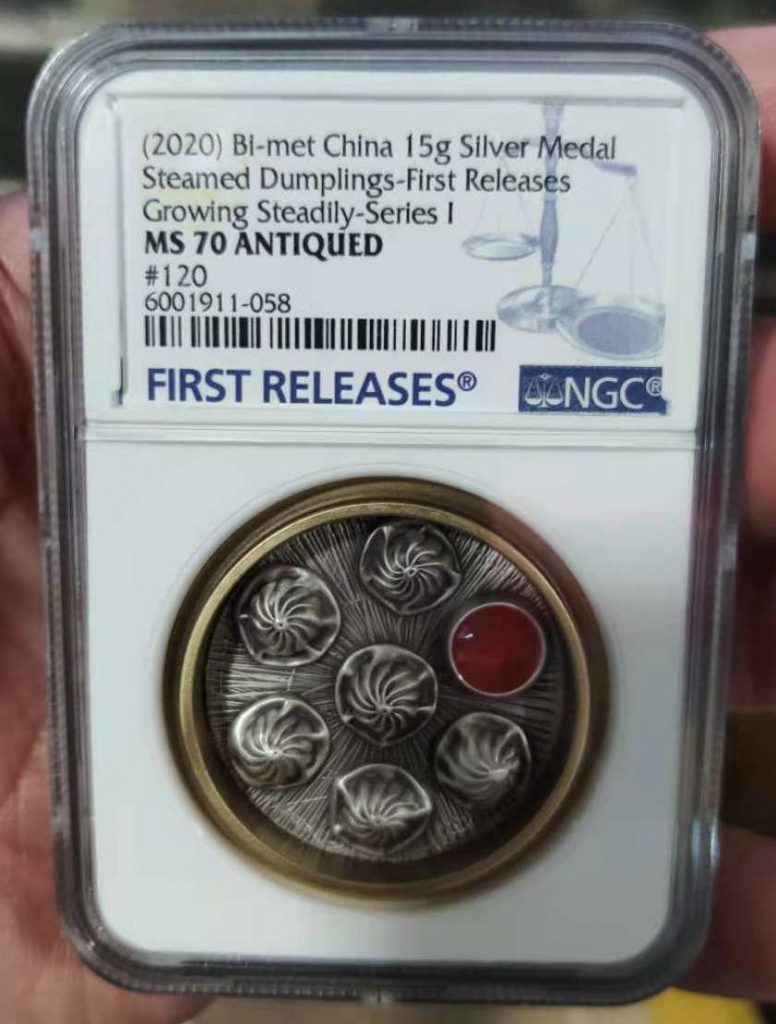 (2020) Bi-met China 15g Silver Medal
Steamed Dumplings-First Releases
Growing Steadily-Series I
MS 70 ANTIQUED
#120
6001911-058
FIRST RELEASES®
NGC®